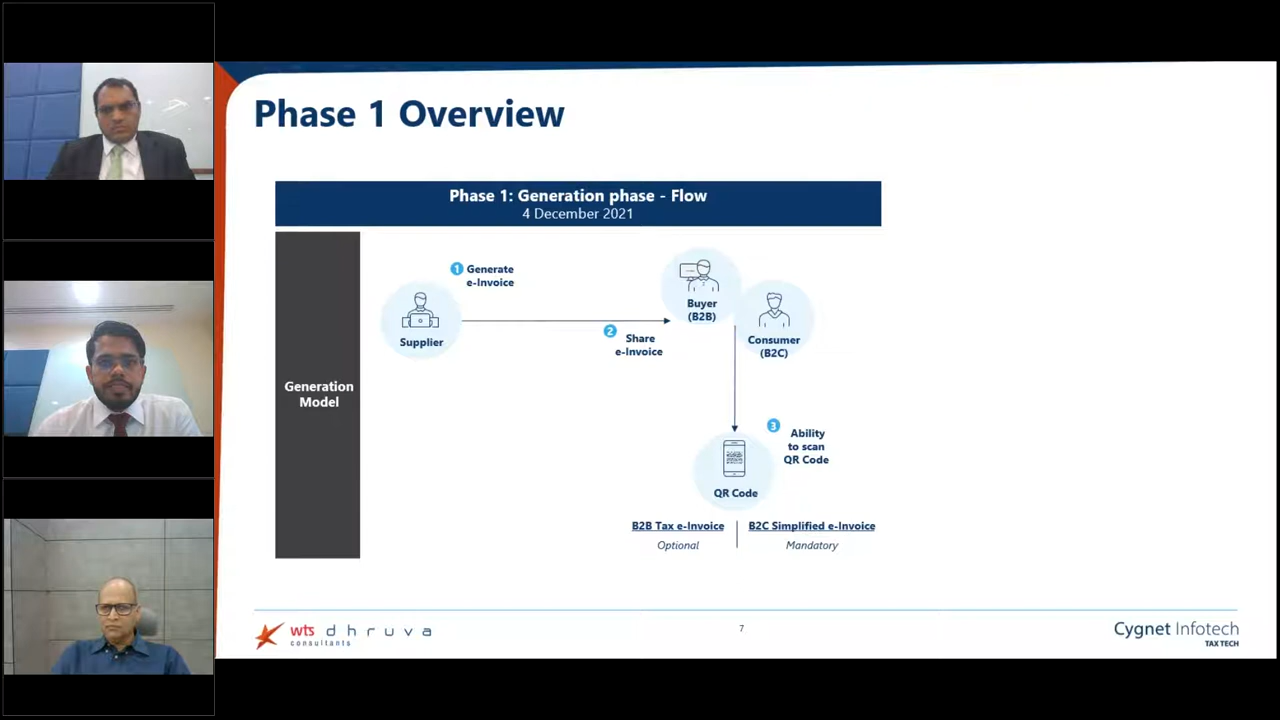 Phase 1 Overview
Phase 1: Generation phase - Flow
4 December 2021
Generation
Model
Supplier
1 Generate
e-Invoice
2 Share
e-Invoice
Buyer
(B2B)
Consumer
(B2C)
3 Ability
to scan
QR Code
QR Code
B2B Tax e-Invoice
Optional
B2C Simplified e-Invoice
Mandatory
wts dhruva
consultants
7
Cygnet Infotech
TAX TECH